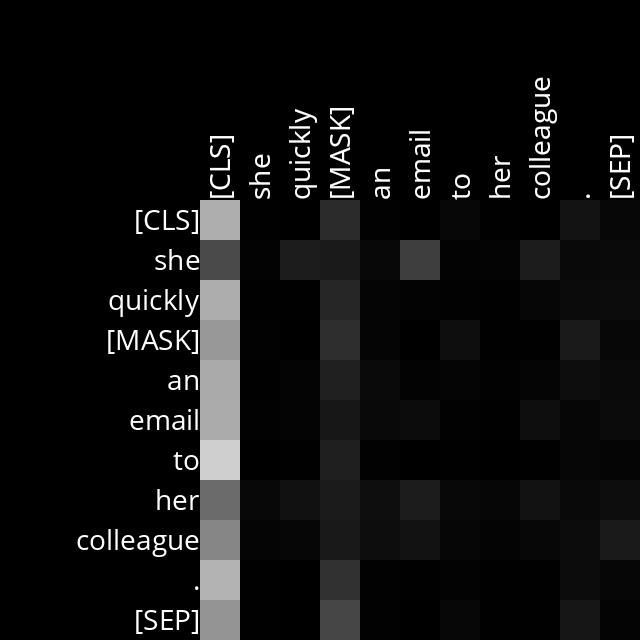 [CLS] she quickly [MASK] an email to her colleague . [SEP]
[CLS]
she
quickly
[MASK]
an
email
to
her
colleague
.
[SEP]